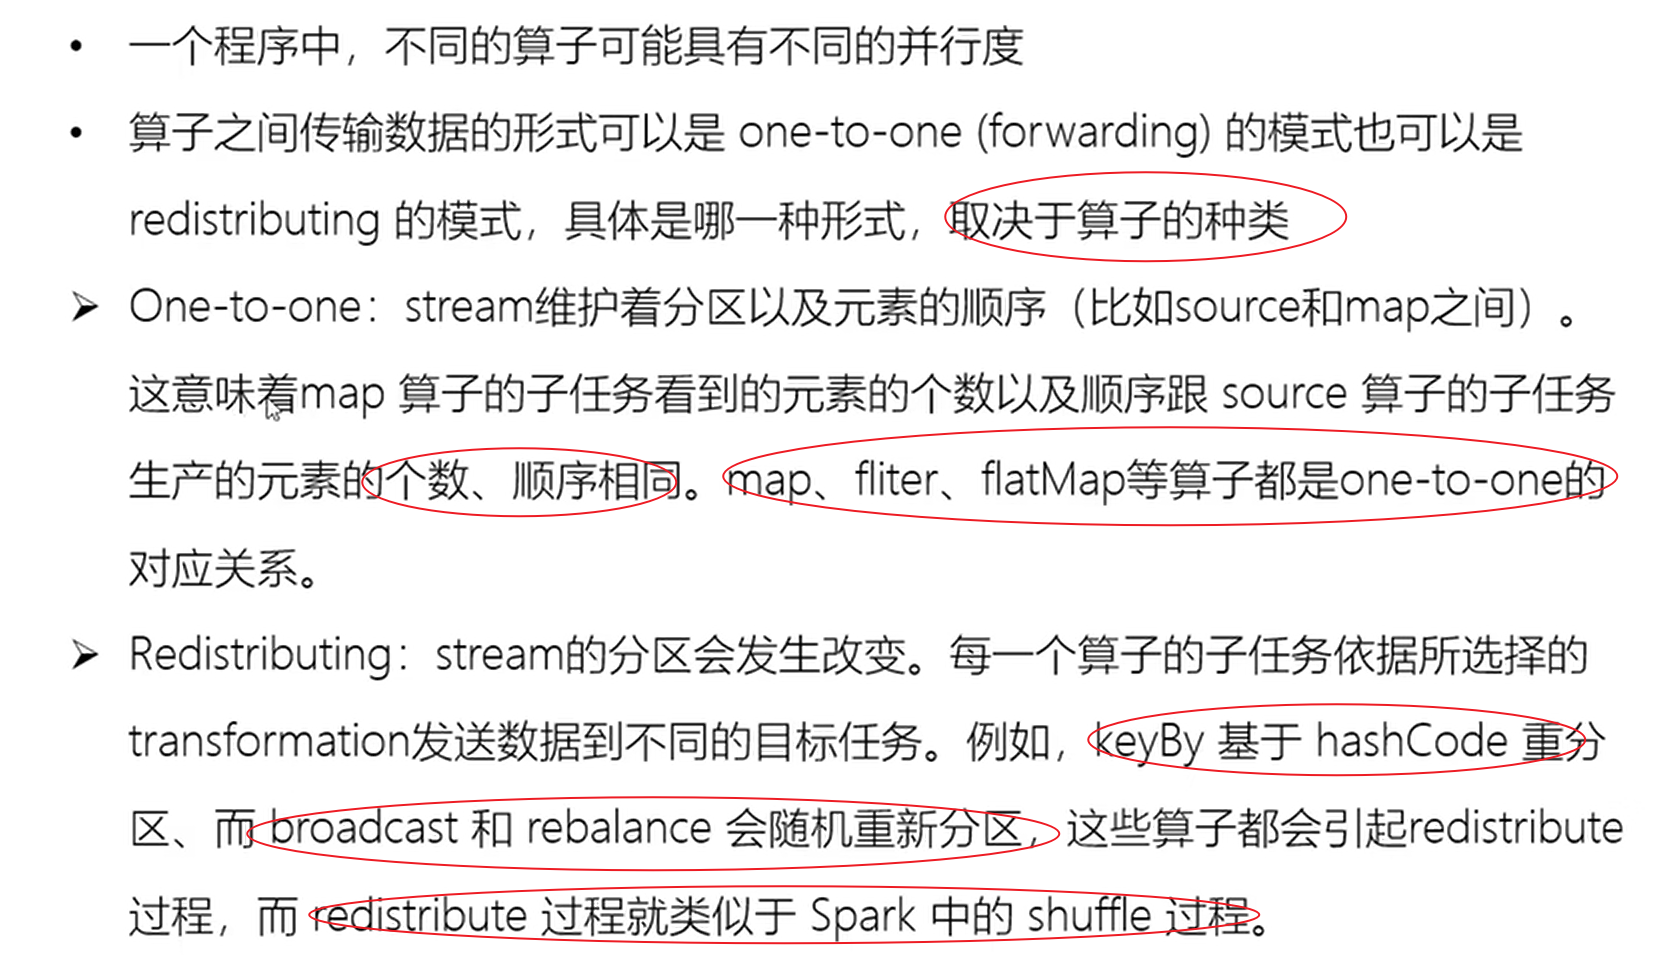 • 一个程序中，不同的算子可能具有不同的并行度
• 算子之间传输数据的形式可以是 one-to-one (forwarding) 的模式也可以是
redistributing 的模式，具体是哪一种形式，取决于算子的种类
➢ One-to-one：stream维护着分区以及元素的顺序（比如source和map之间）。
这意味着map 算子的子任务看到的元素的个数以及顺序跟 source 算子的子任务
生产的元素的个数、顺序相同。map、fliter、flatMap等算子都是one-to-one的
对应关系。
➢ Redistributing：stream的分区会发生改变。每一个算子的子任务依据所选择的
transformation发送数据到不同的目标任务。例如，keyBy 基于 hashCode 重分
区、而 broadcast 和 rebalance 会随机重新分区，这些算子都会引起redistribute
过程，而 redistribute 过程就类似于 Spark 中的 shuffle 过程。